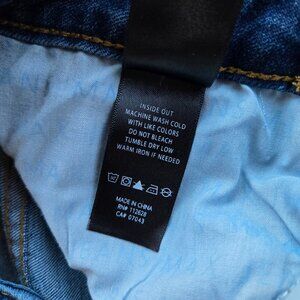 INSIDE OUT
MACHINE WASH COLD
WITH LIKE COLORS
DO NOT BLEACH
TUMBLE DRY LOW
WARM IRON IF NEEDED
MADE IN CHINA
RN# 112628
CA# 07043